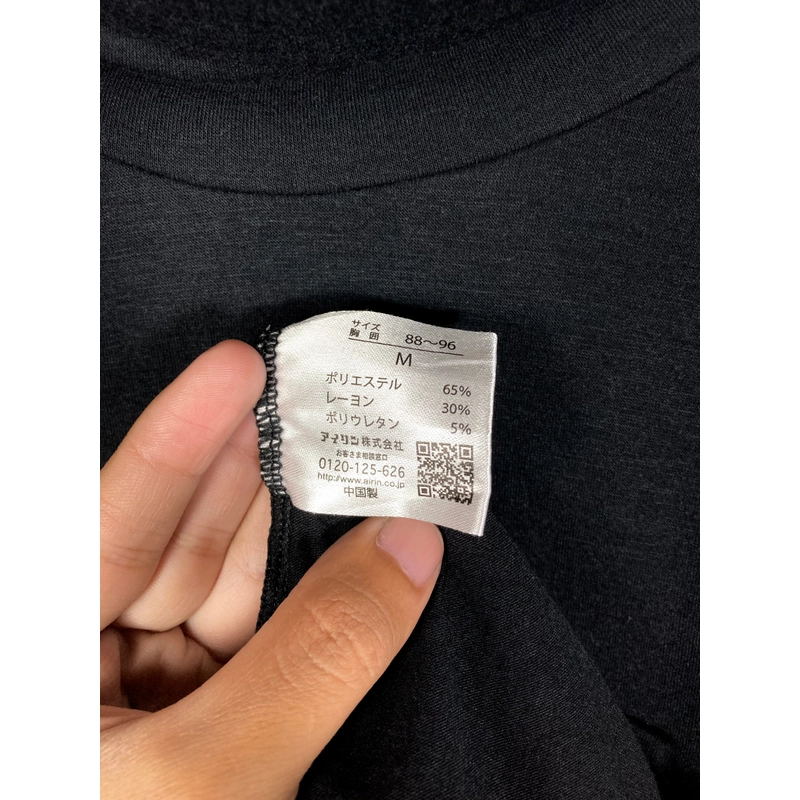 サイズ
胸 囲 88〜96
M
ポリエステル 65%
レーヨン 30%
ポリウレタン 5%
アイリン株式会社
お客さま相談窓口
0120-125-626
http://www.airin.co.jp
中国製